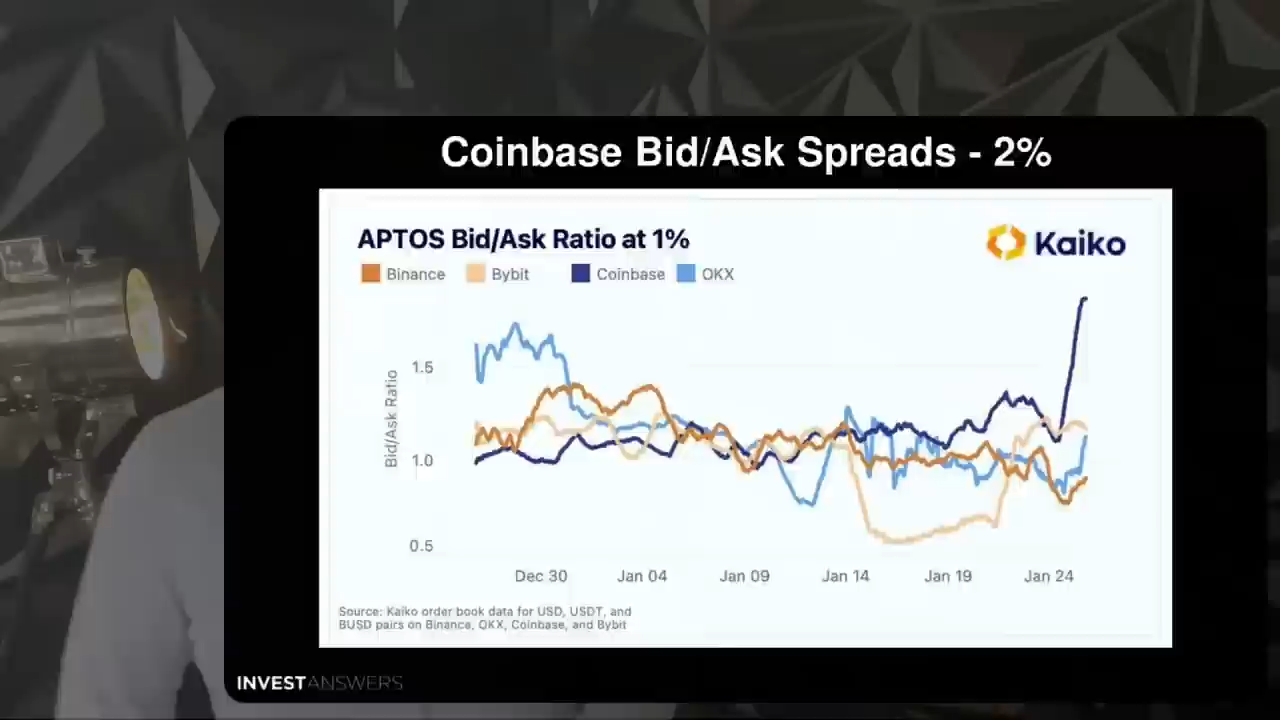 Coinbase Bid/Ask Spreads - 2%
APTOS Bid/Ask Ratio at 1%
Kaiko
Binance Bybit Coinbase OKX
Bid/Ask Ratio
1.5
1.0
0.5
Dec 30 Jan 04 Jan 09 Jan 14 Jan 19 Jan 24
Source: Kaiko order book data for USD, USDT, and
BUSD pairs on Binance, OKX, Coinbase, and Bybit
INVESTANSWERS